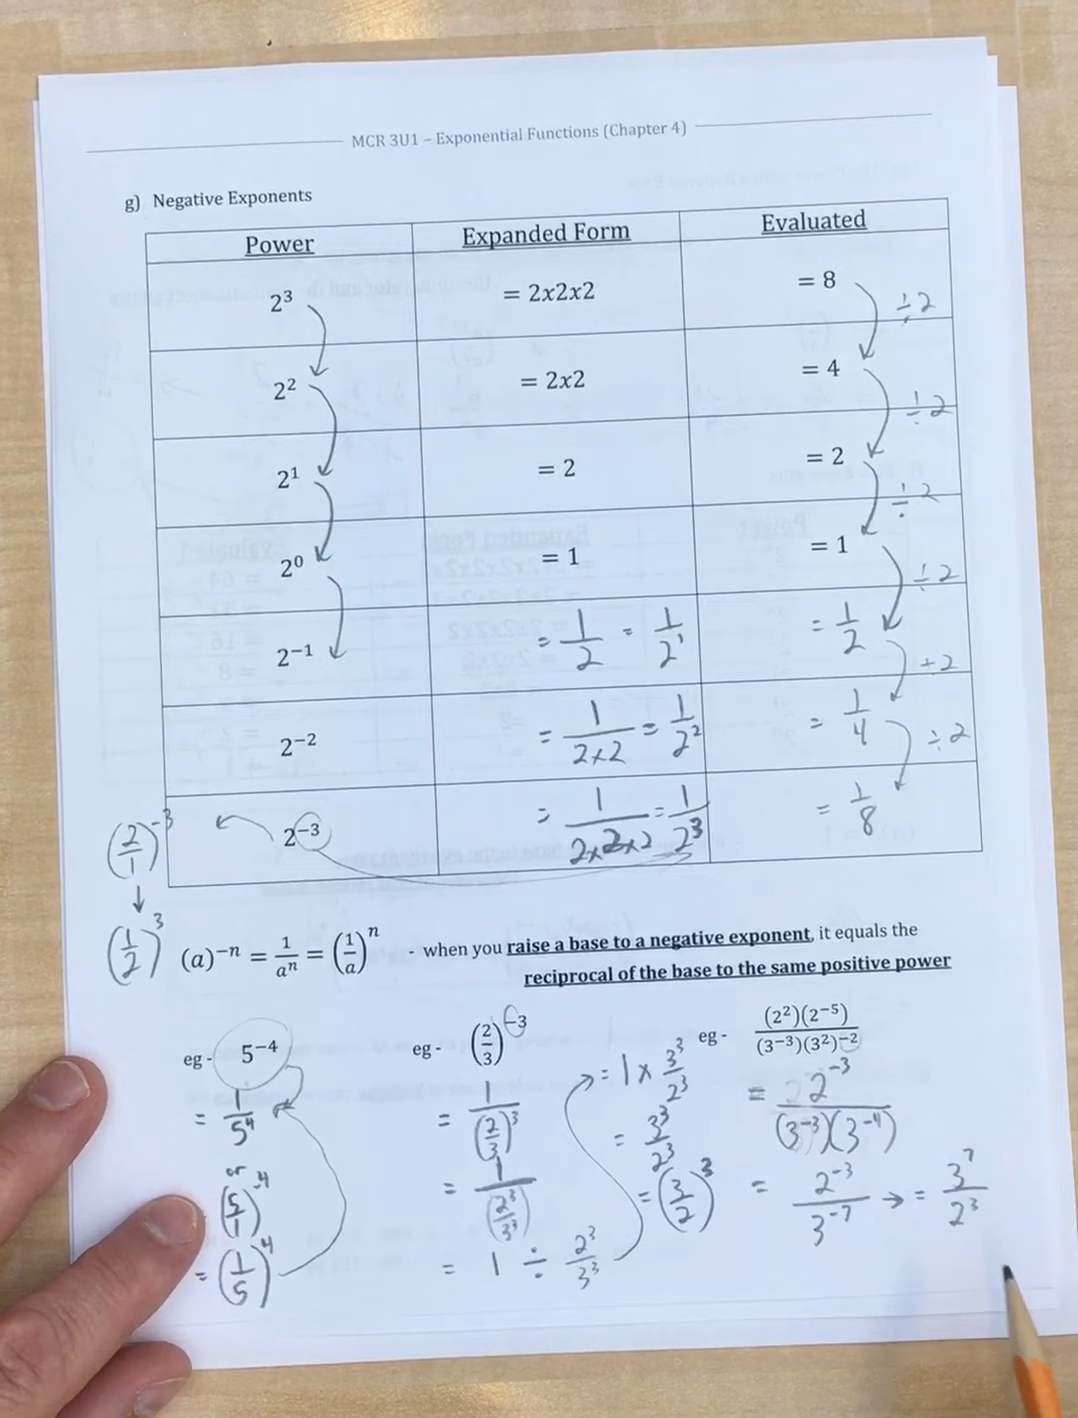 MCR 3U1 – Exponential Functions (Chapter 4)
g) Negative Exponents
Power Expanded Form Evaluated
2³ = 2x2x2 = 8 ÷2
2² = 2x2 = 4 ÷2
2¹ = 2 = 2 ÷2
2⁰ = 1 = 1 ÷2
2⁻¹ = 1/2 = 1/2¹ = 1/2 ÷2
2⁻² = 1/(2×2) = 1/2² = 1/4 ÷2
(2/1)⁻³ 2⁻³ = 1/(2×2×2) = 1/2³ = 1/8
(1/2)³ (a)⁻ⁿ = 1/aⁿ = (1/a)ⁿ - when you raise a base to a negative exponent, it equals the
reciprocal of the base to the same positive power
eg - 5⁻⁴
= 1/5⁴
or
(5/1)⁻⁴
= (1/5)⁴
eg - (2/3)⁻³
= 1/(2/3)³
= 1/(2³/3³)
= 1 ÷ 2³/3³
= 1 × 3³/2³
= 3³/2³
= (3/2)³
eg - (2²)(2⁻⁵)/(3⁻³)(3²)⁻²
= 2⁻³/(3⁻³)(3⁻⁴)
= 2⁻³/3⁻⁷ → = 3⁷/2³